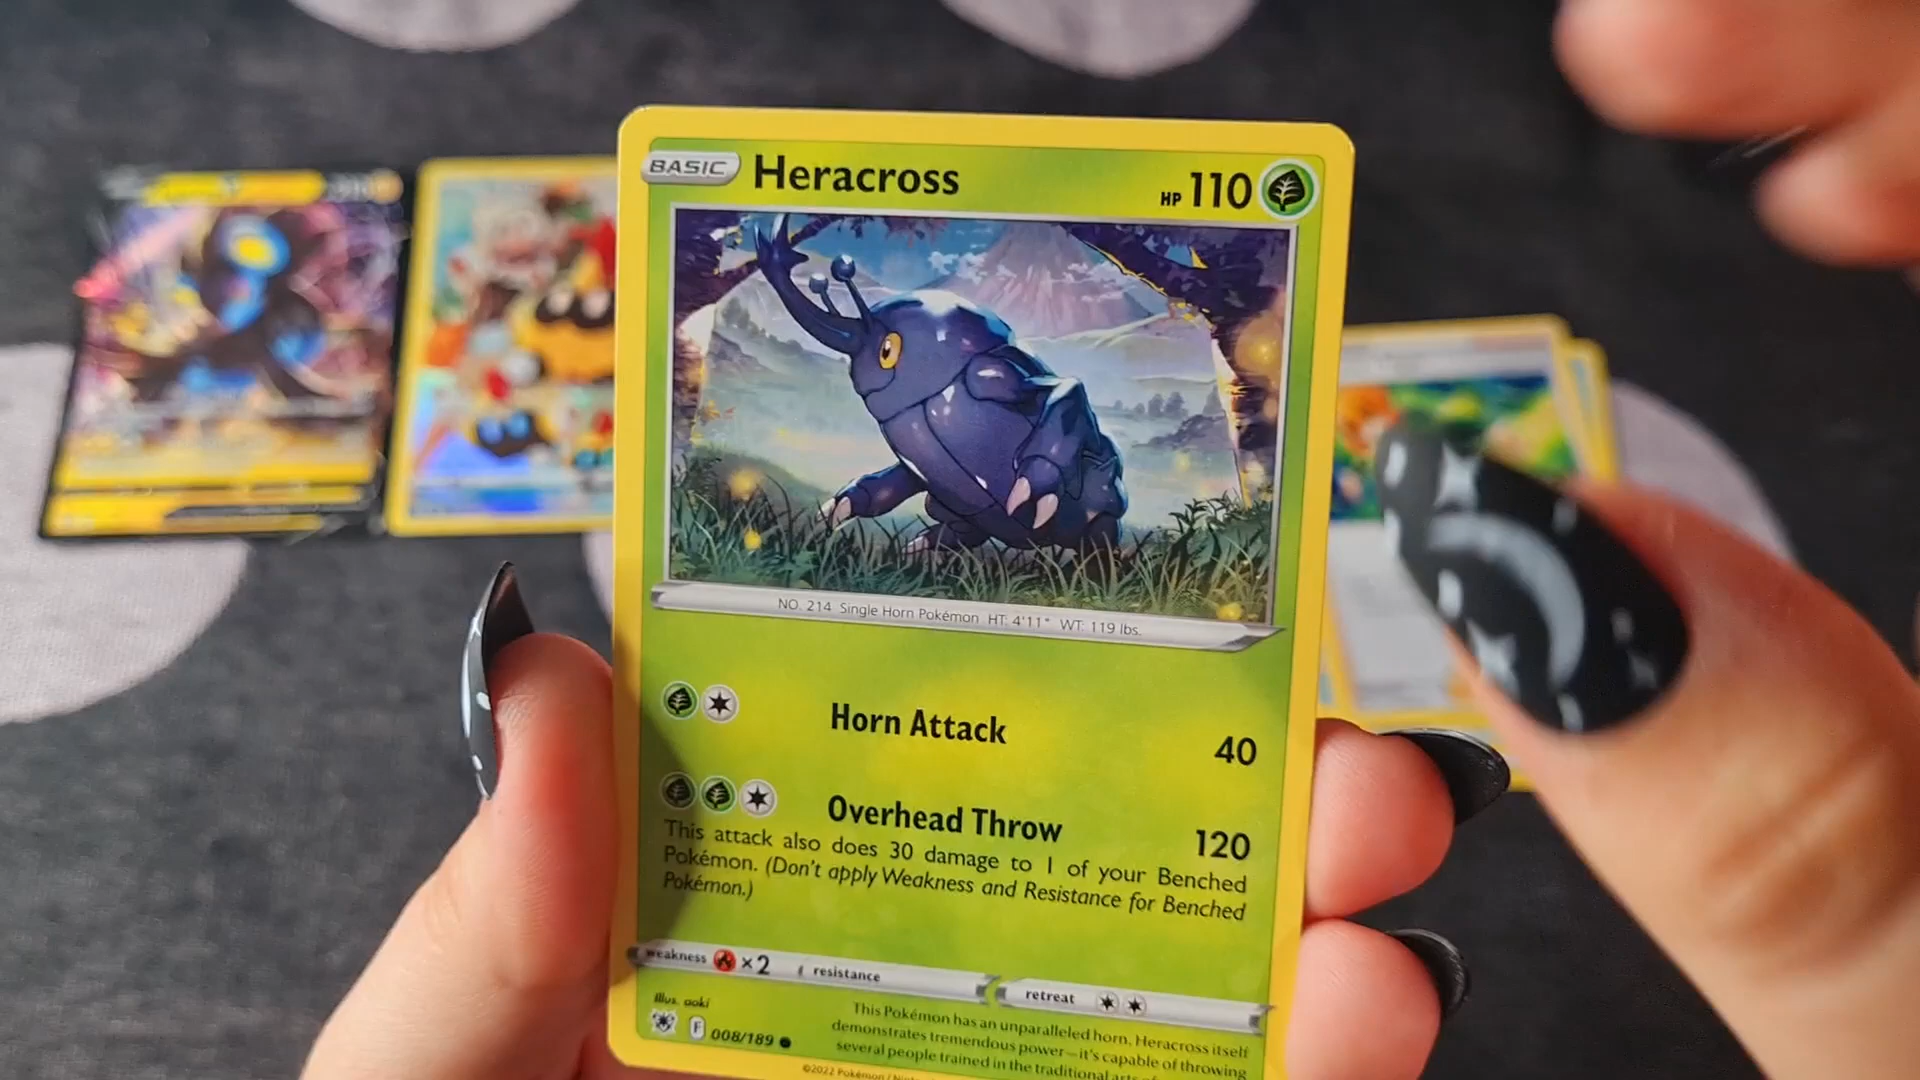 BASIC Heracross HP 110
NO. 214 Single Horn Pokémon HT: 4'11" WT: 119 lbs.
Horn Attack 40
Overhead Throw 120
This attack also does 30 damage to 1 of your Benched
Pokémon. (Don't apply Weakness and Resistance for Benched
Pokémon.)
weakness ×2 resistance retreat
Illus. aoki
F 008/189
This Pokémon has an unparalleled horn. Heracross itself
demonstrates tremendous power—it's capable of throwing
several people trained in the traditional arts of
©2022 Pokémon